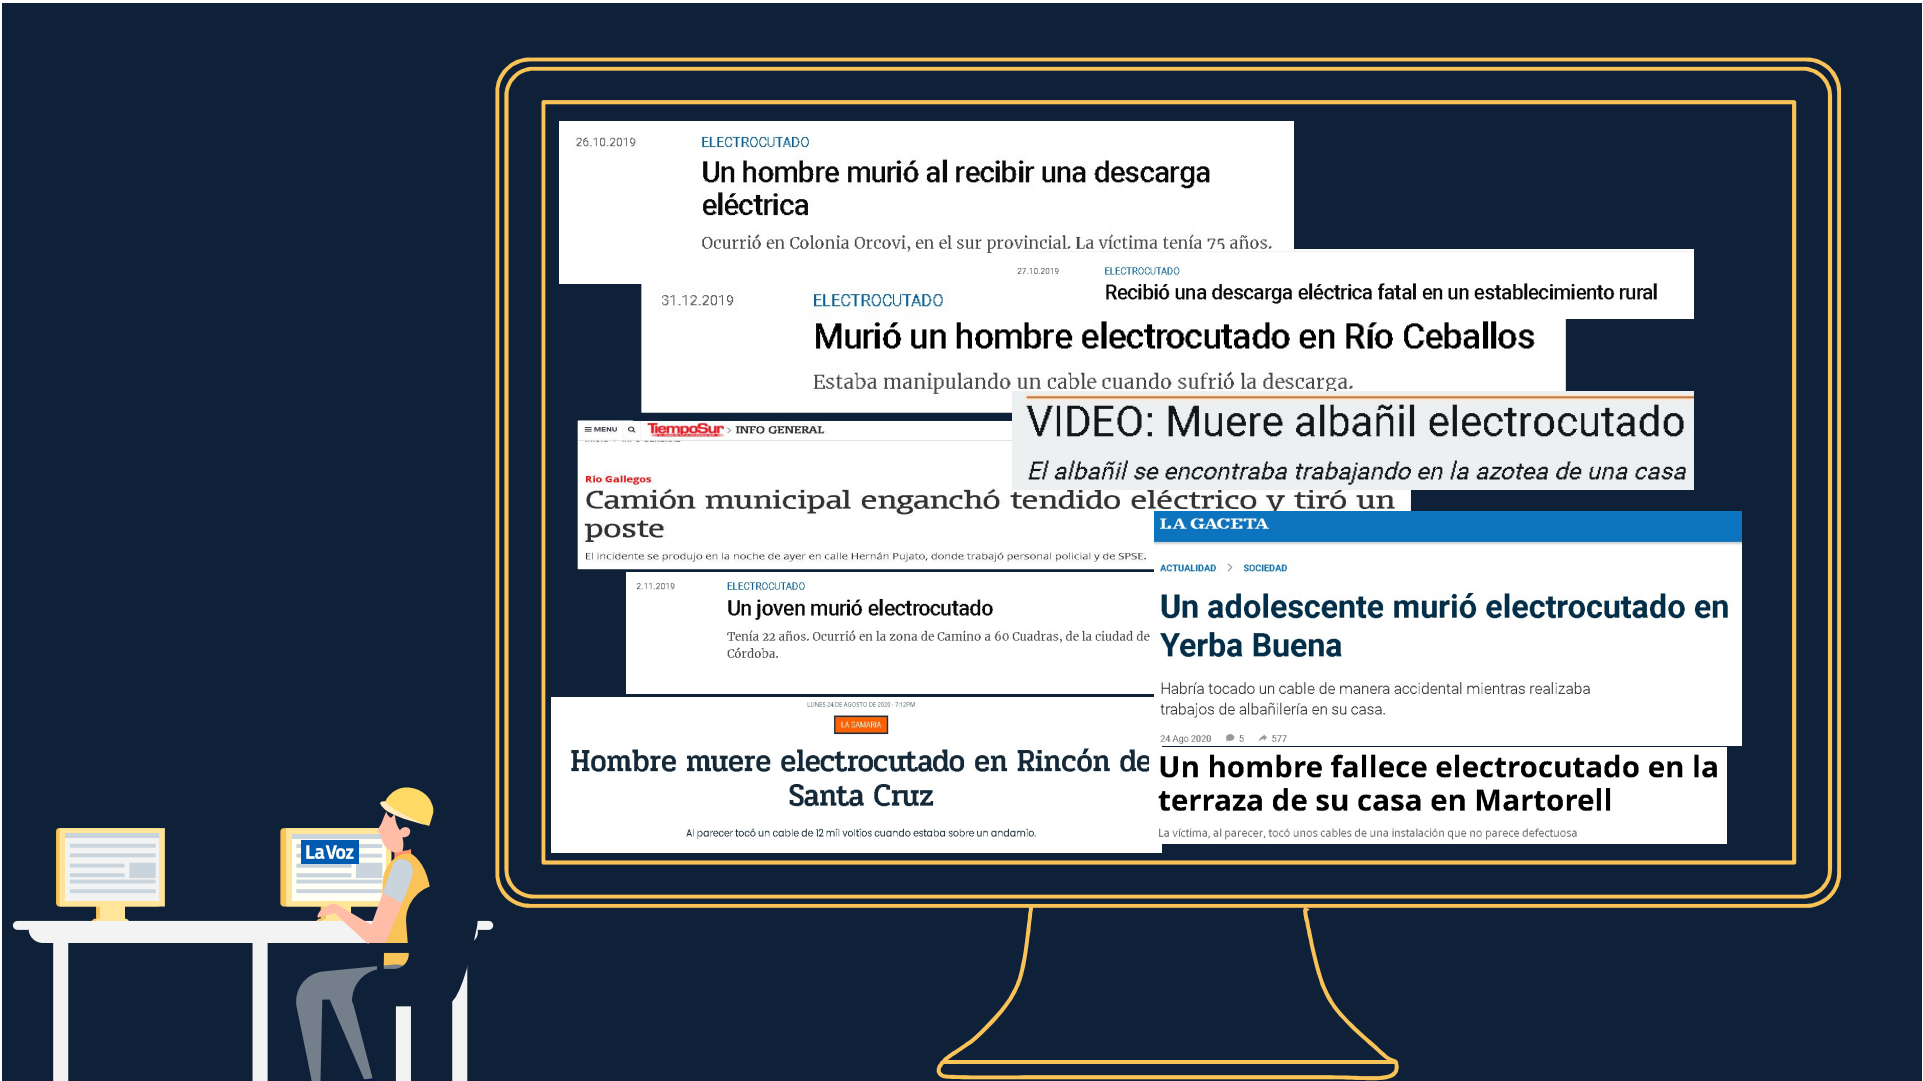 26.10.2019
ELECTROCUTADO
Un hombre murió al recibir una descarga
eléctrica
Ocurrió en Colonia Orcovi, en el sur provincial. La víctima tenía 75 años.
27.10.2019
ELECTROCUTADO
Recibió una descarga eléctrica fatal en un establecimiento rural
31.12.2019
ELECTROCUTADO
Murió un hombre electrocutado en Río Ceballos
Estaba manipulando un cable cuando sufrió la descarga.
VIDEO: Muere albañil electrocutado
El albañil se encontraba trabajando en la azotea de una casa
MENU
TiempoSur > INFO GENERAL
Río Gallegos
Camión municipal enganchó tendido eléctrico y tiró un
poste
El incidente se produjo en la noche de ayer en calle Hernán Pujato, donde trabajó personal policial y de SPSE.
LA GACETA
ACTUALIDAD > SOCIEDAD
Un adolescente murió electrocutado en
Yerba Buena
Habría tocado un cable de manera accidental mientras realizaba
trabajos de albañilería en su casa.
24 Ago 2020 5 577
2.11.2019
ELECTROCUTADO
Un joven murió electrocutado
Tenía 22 años. Ocurrió en la zona de Camino a 60 Cuadras, de la ciudad de
Córdoba.
LUNES 24 DE AGOSTO DE 2020 - 7:12PM
LA SAMARIA
Hombre muere electrocutado en Rincón de
Santa Cruz
Al parecer tocó un cable de 12 mil voltios cuando estaba sobre un andamio.
Un hombre fallece electrocutado en la
terraza de su casa en Martorell
La víctima, al parecer, tocó unos cables de una instalación que no parece defectuosa
LaVoz